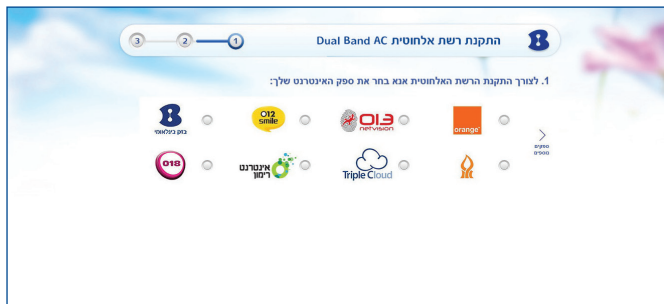 התקנת רשת אלחוטית Dual Band AC
1 2 3
1. לצורך התקנת הרשת האלחוטית אנא בחר את ספק האינטרנט שלך:
orange™
013 netvision
012 smile
בזק בינלאומי
ספקים נוספים
Triple Cloud
אינטרנט רימון
018